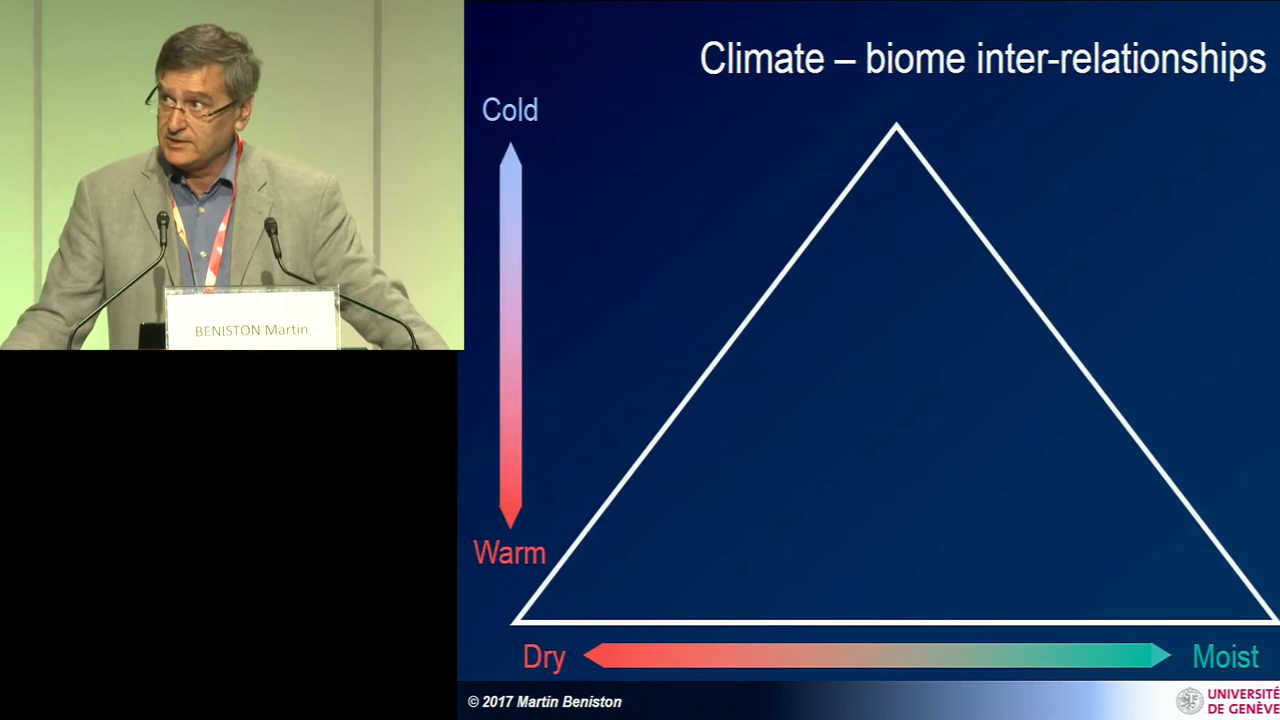 Climate – biome inter-relationships
Cold
BENISTON Martin
Warm
Dry
Moist
© 2017 Martin Beniston
UNIVERSITÉ
DE GENÈVE